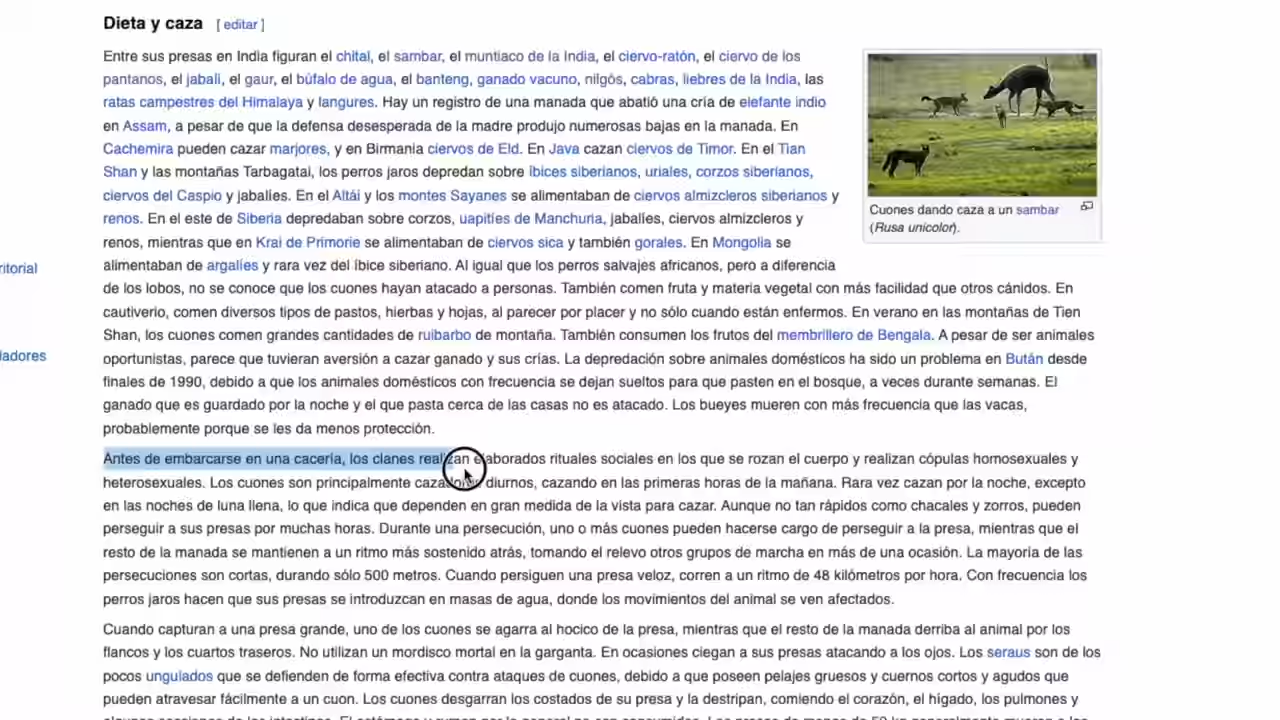 Dieta y caza [ editar ]
Entre sus presas en India figuran el chital, el sambar, el muntiaco de la India, el ciervo-ratón, el ciervo de los
pantanos, el jabalí, el gaur, el búfalo de agua, el banteng, ganado vacuno, nilgós, cabras, liebres de la India, las
ratas campestres del Himalaya y langures. Hay un registro de una manada que abatió una cría de elefante indio
en Assam, a pesar de que la defensa desesperada de la madre produjo numerosas bajas en la manada. En
Cachemira pueden cazar marjores, y en Birmania ciervos de Eld. En Java cazan ciervos de Timor. En el Tian
Shan y las montañas Tarbagatai, los perros jaros depredan sobre íbices siberianos, uriales, corzos siberianos,
ciervos del Caspio y jabalíes. En el Altái y los montes Sayanes se alimentaban de ciervos almizcleros siberianos y
renos. En el este de Siberia depredaban sobre corzos, uapitíes de Manchuria, jabalíes, ciervos almizcleros y
renos, mientras que en Krai de Primorie se alimentaban de ciervos sica y también gorales. En Mongolia se
alimentaban de argalíes y rara vez del íbice siberiano. Al igual que los perros salvajes africanos, pero a diferencia
de los lobos, no se conoce que los cuones hayan atacado a personas. También comen fruta y materia vegetal con más facilidad que otros cánidos. En
cautiverio, comen diversos tipos de pastos, hierbas y hojas, al parecer por placer y no sólo cuando están enfermos. En verano en las montañas de Tien
Shan, los cuones comen grandes cantidades de ruibarbo de montaña. También consumen los frutos del membrillero de Bengala. A pesar de ser animales
oportunistas, parece que tuvieran aversión a cazar ganado y sus crías. La depredación sobre animales domésticos ha sido un problema en Bután desde
finales de 1990, debido a que los animales domésticos con frecuencia se dejan sueltos para que pasten en el bosque, a veces durante semanas. El
ganado que es guardado por la noche y el que pasta cerca de las casas no es atacado. Los bueyes mueren con más frecuencia que las vacas,
probablemente porque se les da menos protección.
Antes de embarcarse en una cacería, los clanes realizan elaborados rituales sociales en los que se rozan el cuerpo y realizan cópulas homosexuales y
heterosexuales. Los cuones son principalmente cazadores diurnos, cazando en las primeras horas de la mañana. Rara vez cazan por la noche, excepto
en las noches de luna llena, lo que indica que dependen en gran medida de la vista para cazar. Aunque no tan rápidos como chacales y zorros, pueden
perseguir a sus presas por muchas horas. Durante una persecución, uno o más cuones pueden hacerse cargo de perseguir a la presa, mientras que el
resto de la manada se mantienen a un ritmo más sostenido atrás, tomando el relevo otros grupos de marcha en más de una ocasión. La mayoría de las
persecuciones son cortas, durando sólo 500 metros. Cuando persiguen una presa veloz, corren a un ritmo de 48 kilómetros por hora. Con frecuencia los
perros jaros hacen que sus presas se introduzcan en masas de agua, donde los movimientos del animal se ven afectados.
Cuando capturan a una presa grande, uno de los cuones se agarra al hocico de la presa, mientras que el resto de la manada derriba al animal por los
flancos y los cuartos traseros. No utilizan un mordisco mortal en la garganta. En ocasiones ciegan a sus presas atacando a los ojos. Los seraus son de los
pocos ungulados que se defienden de forma efectiva contra ataques de cuones, debido a que poseen pelajes gruesos y cuernos cortos y agudos que
pueden atravesar fácilmente a un cuon. Los cuones desgarran los costados de su presa y la destripan, comiendo el corazón, el hígado, los pulmones y
Cuones dando caza a un sambar
(Rusa unicolor).
ritorial